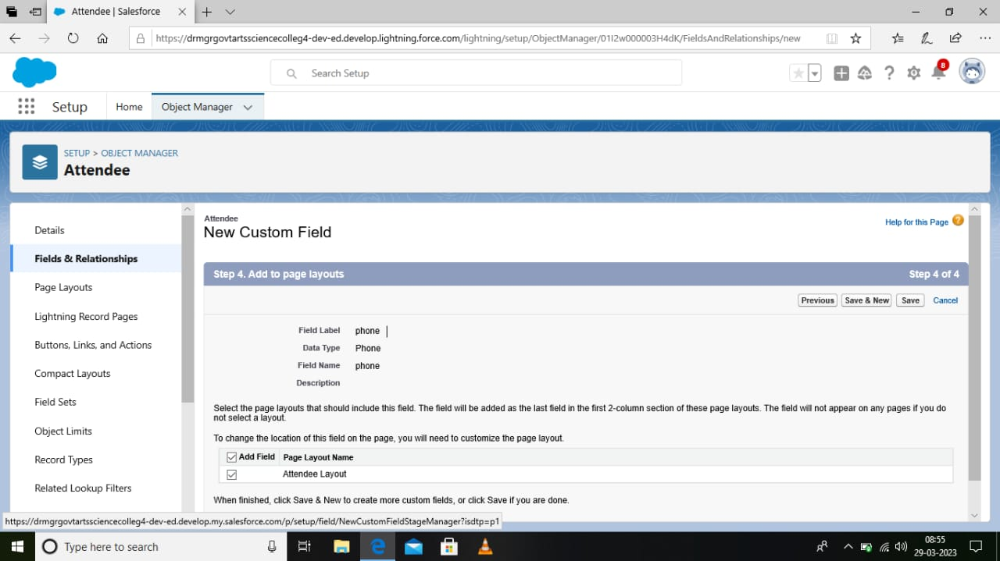 Attendee | Salesforce
https://drmgrgovtartssciencecolleg4-dev-ed.develop.lightning.force.com/lightning/setup/ObjectManager/01I2w000003H4dK/FieldsAndRelationships/new
Search Setup
8
Setup
Home
Object Manager
SETUP > OBJECT MANAGER
Attendee
Details
Fields & Relationships
Page Layouts
Lightning Record Pages
Buttons, Links, and Actions
Compact Layouts
Field Sets
Object Limits
Record Types
Related Lookup Filters
Attendee
New Custom Field
Help for this Page ?
Step 4. Add to page layouts
Step 4 of 4
Previous Save & New Save Cancel
Field Label phone
Data Type Phone
Field Name phone
Description
Select the page layouts that should include this field. The field will be added as the last field in the first 2-column section of these page layouts. The field will not appear on any pages if you do
not select a layout.
To change the location of this field on the page, you will need to customize the page layout.
Add Field Page Layout Name
Attendee Layout
When finished, click Save & New to create more custom fields, or click Save if you are done.
https://drmgrgovtartssciencecolleg4-dev-ed.develop.my.salesforce.com/p/setup/field/NewCustomFieldStageManager?isdtp=p1
Type here to search
08:55
29-03-2023